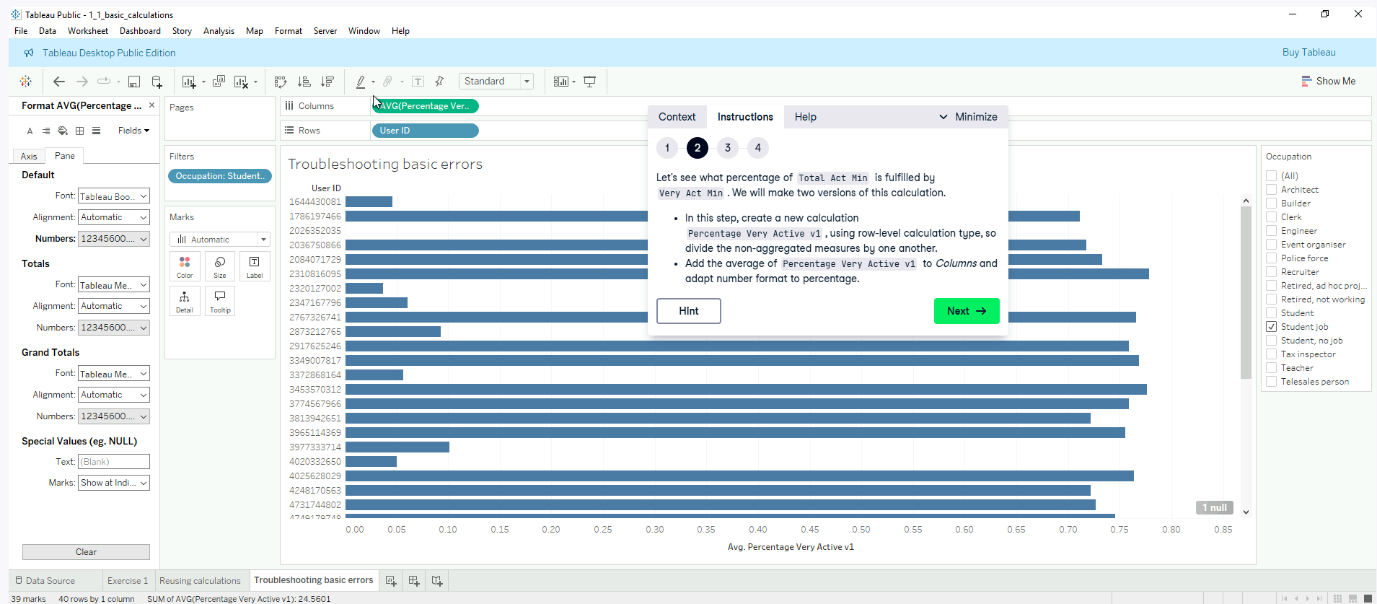 Tableau Public - 1_1_basic_calculations
File Data Worksheet Dashboard Story Analysis Map Format Server Window Help
Tableau Desktop Public Edition
Buy Tableau
Standard
Show Me
Format AVG(Percentage ... ×
Fields
Axis Pane
Default
Font: Tableau Boo..
Alignment: Automatic
Numbers: 12345600....
Totals
Font: Tableau Me..
Alignment: Automatic
Numbers: 12345600....
Grand Totals
Font: Tableau Me..
Alignment: Automatic
Numbers: 12345600....
Special Values (eg. NULL)
Text: (Blank)
Marks: Show at Indi...
Clear
Pages
Filters
Occupation: Student..
Marks
Automatic
Color Size Label
Detail Tooltip
Columns
AVG(Percentage Ver..
Rows
User ID
Troubleshooting basic errors
User ID
1644430081
1786197466
2026352035
2036750866
2084071729
2310816095
2320127002
2347167796
2767326741
2873212765
2917625246
3349007817
3372868164
3453570312
3774567966
3813942651
3965114369
3977333714
4020332650
4025628029
4248170563
4731744802
4749179748
0.00 0.05 0.10 0.15 0.20 0.25 0.30 0.35 0.40 0.45 0.50 0.55 0.60 0.65 0.70 0.75 0.80 0.85
Avg. Percentage Very Active v1
1 null
Context Instructions Help Minimize
1 2 3 4
Let's see what percentage of Total Act Min is fulfilled by
Very Act Min . We will make two versions of this calculation.
• In this step, create a new calculation
Percentage Very Active v1 , using row-level calculation type, so
divide the non-aggregated measures by one another.
• Add the average of Percentage Very Active v1 to Columns and
adapt number format to percentage.
Hint
Next →
Occupation
(All)
Architect
Builder
Clerk
Engineer
Event organiser
Police force
Recruiter
Retired, ad hoc proj...
Retired, not working
Student
Student job
Student, no job
Tax inspector
Teacher
Telesales person
Data Source Exercise 1 Reusing calculations Troubleshooting basic errors
39 marks 40 rows by 1 column SUM of AVG(Percentage Very Active v1): 24.5601